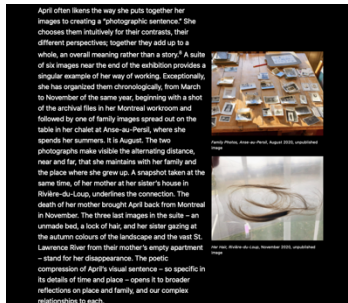 April often likens the way she puts together her
images to creating a "photographic sentence." She
chooses them intuitively for their contrasts, their
different perspectives; together they add up to a
whole, an overall meaning rather than a story.⁶ A suite
of six images near the end of the exhibition provides a
singular example of her way of working. Exceptionally,
she has organized them chronologically, from March
to November of the same year, beginning with a shot
of the archival files in her Montreal workroom and
followed by one of family images spread out on the
table in her chalet at Anse-au-Persil, where she
spends her summers. It is August. The two
photographs make visible the alternating distance,
near and far, that she maintains with her family and
the place where she grew up. A snapshot taken at the
same time, of her mother at her sister's house in
Rivière-du-Loup, underlines the connection. The
death of her mother brought April back from Montreal
in November. The three last images in the suite – an
unmade bed, a lock of hair, and her sister gazing at
the autumn colours of the landscape and the vast St.
Lawrence River from their mother's empty apartment
– stand for her disappearance. The poetic
compression of April's visual sentence – so specific in
its details of time and place – opens it to broader
reflections on place and family, and our complex
relationships to each.
Family Photos, Anse-au-Persil, August 2020, unpublished
image
Her Hair, Rivière-du-Loup, November 2020, unpublished
image